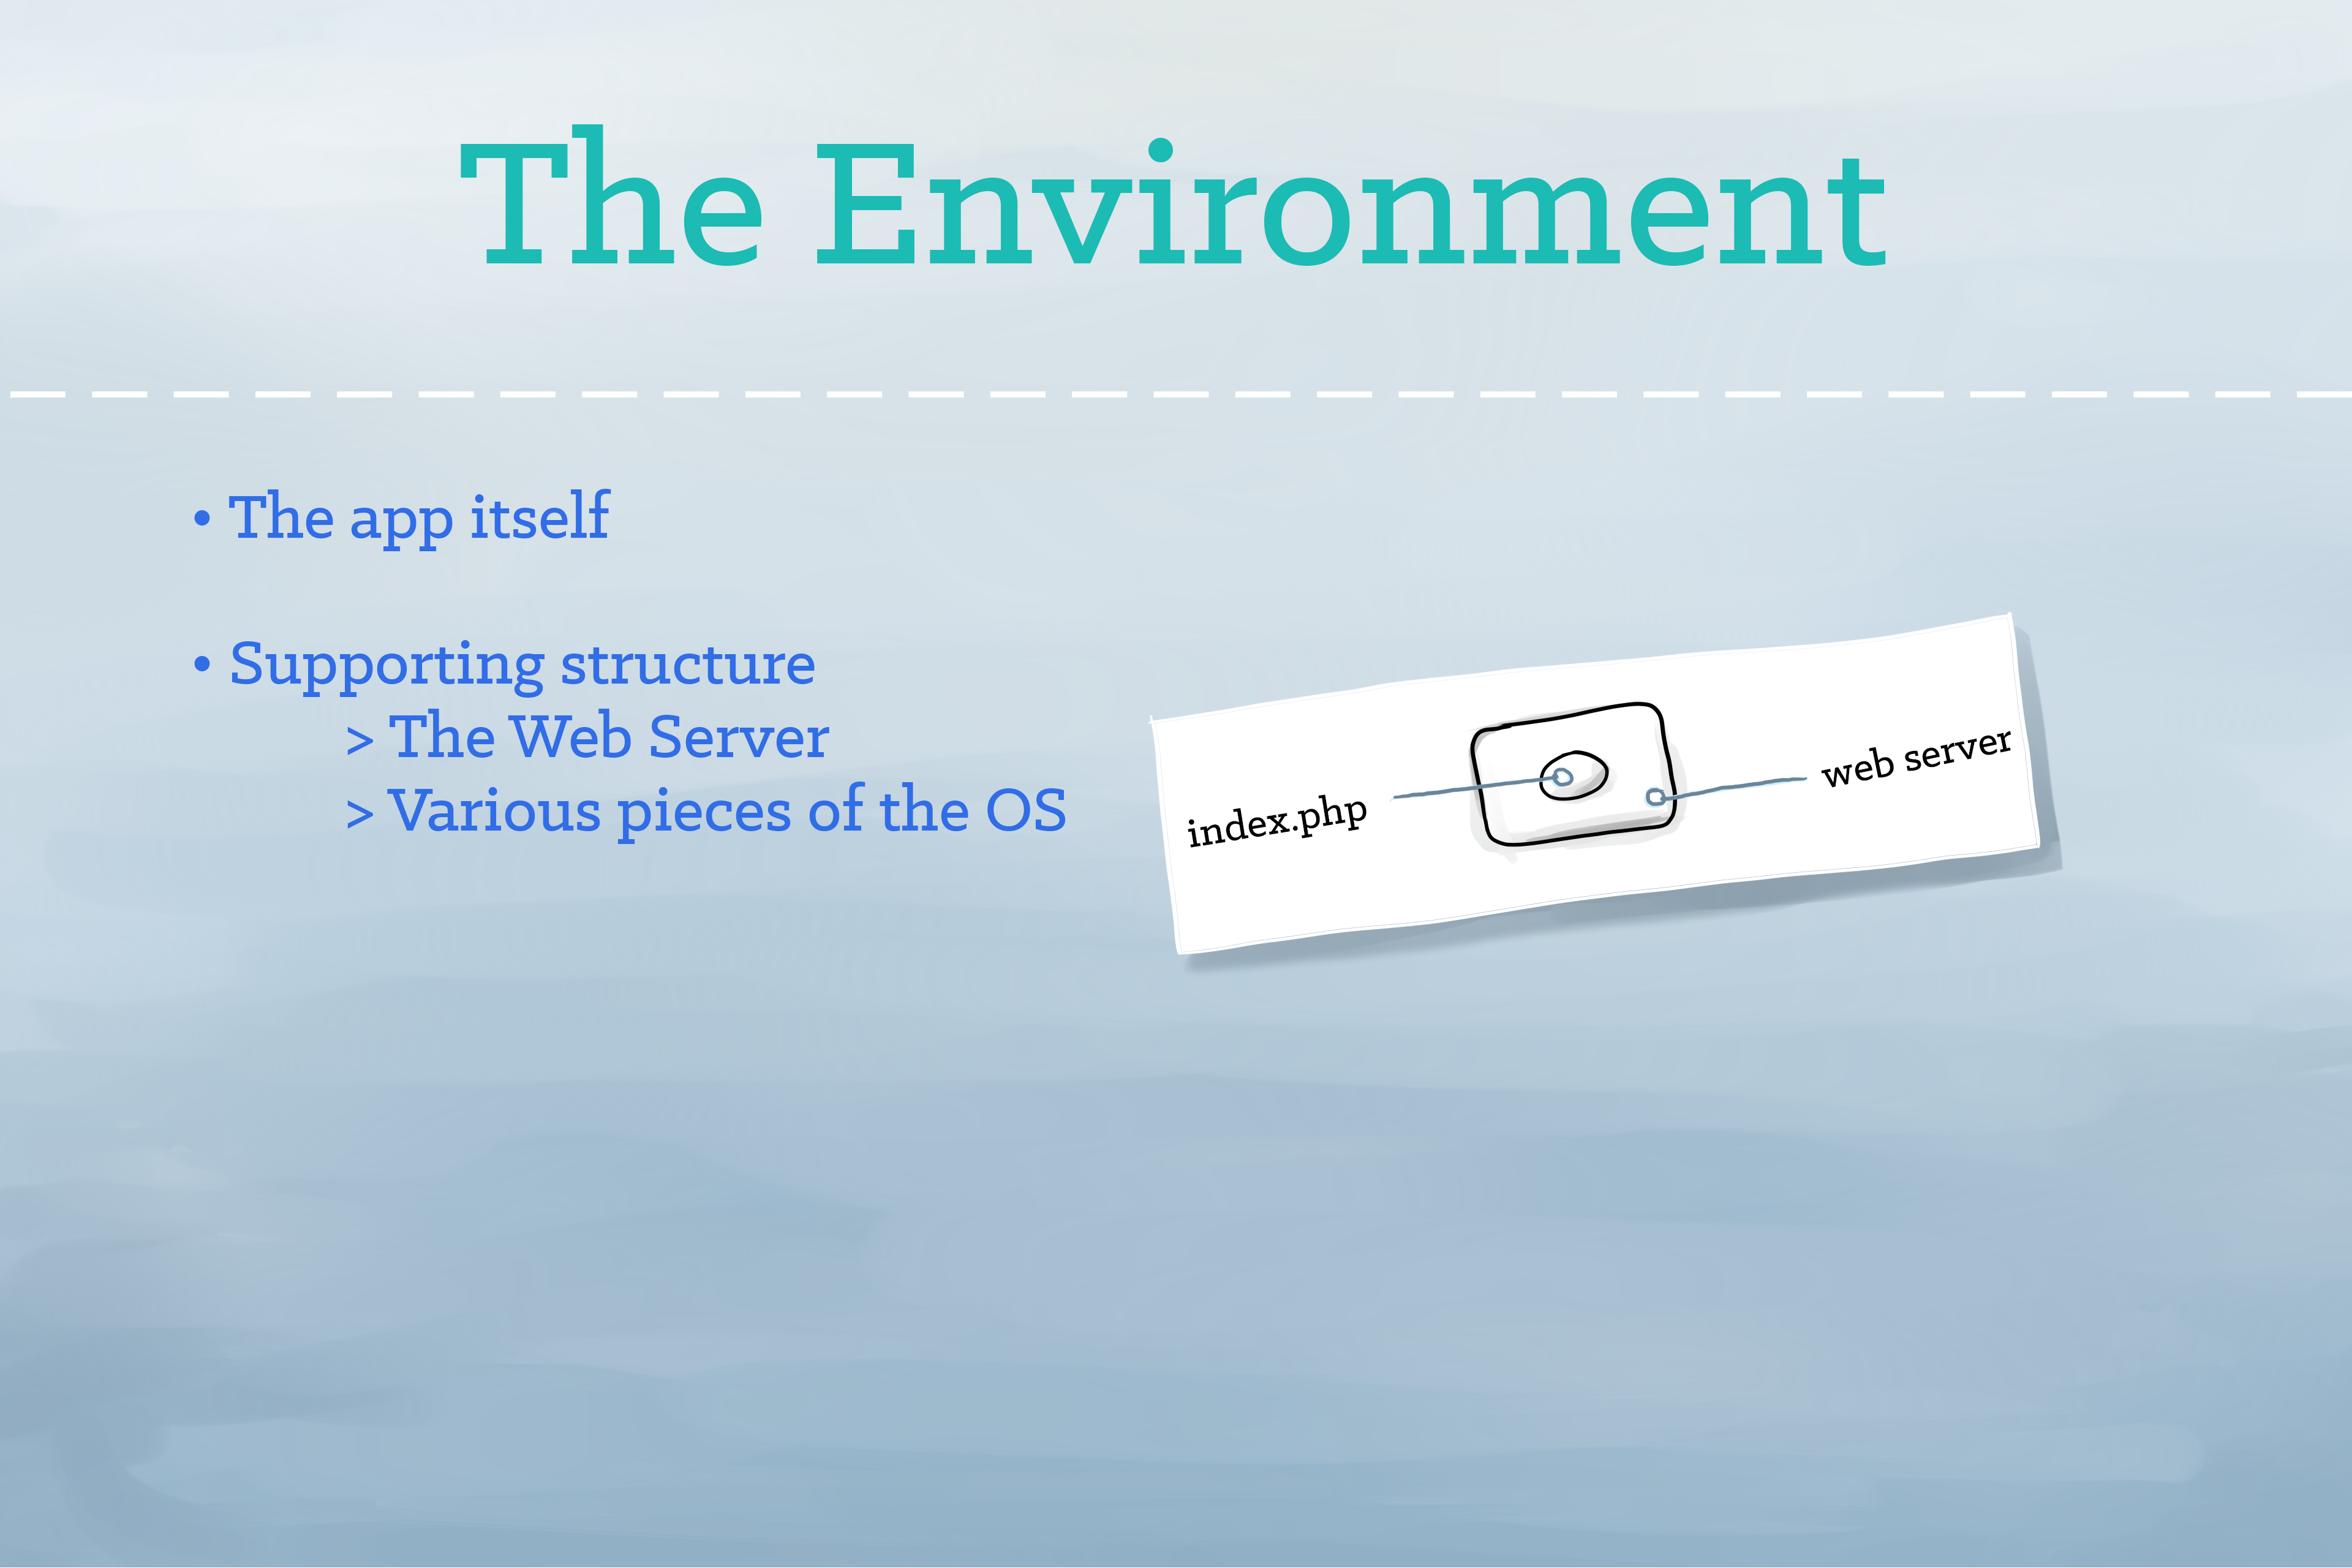 The Environment
• The app itself
• Supporting structure
> The Web Server
> Various pieces of the OS
index.php
web server